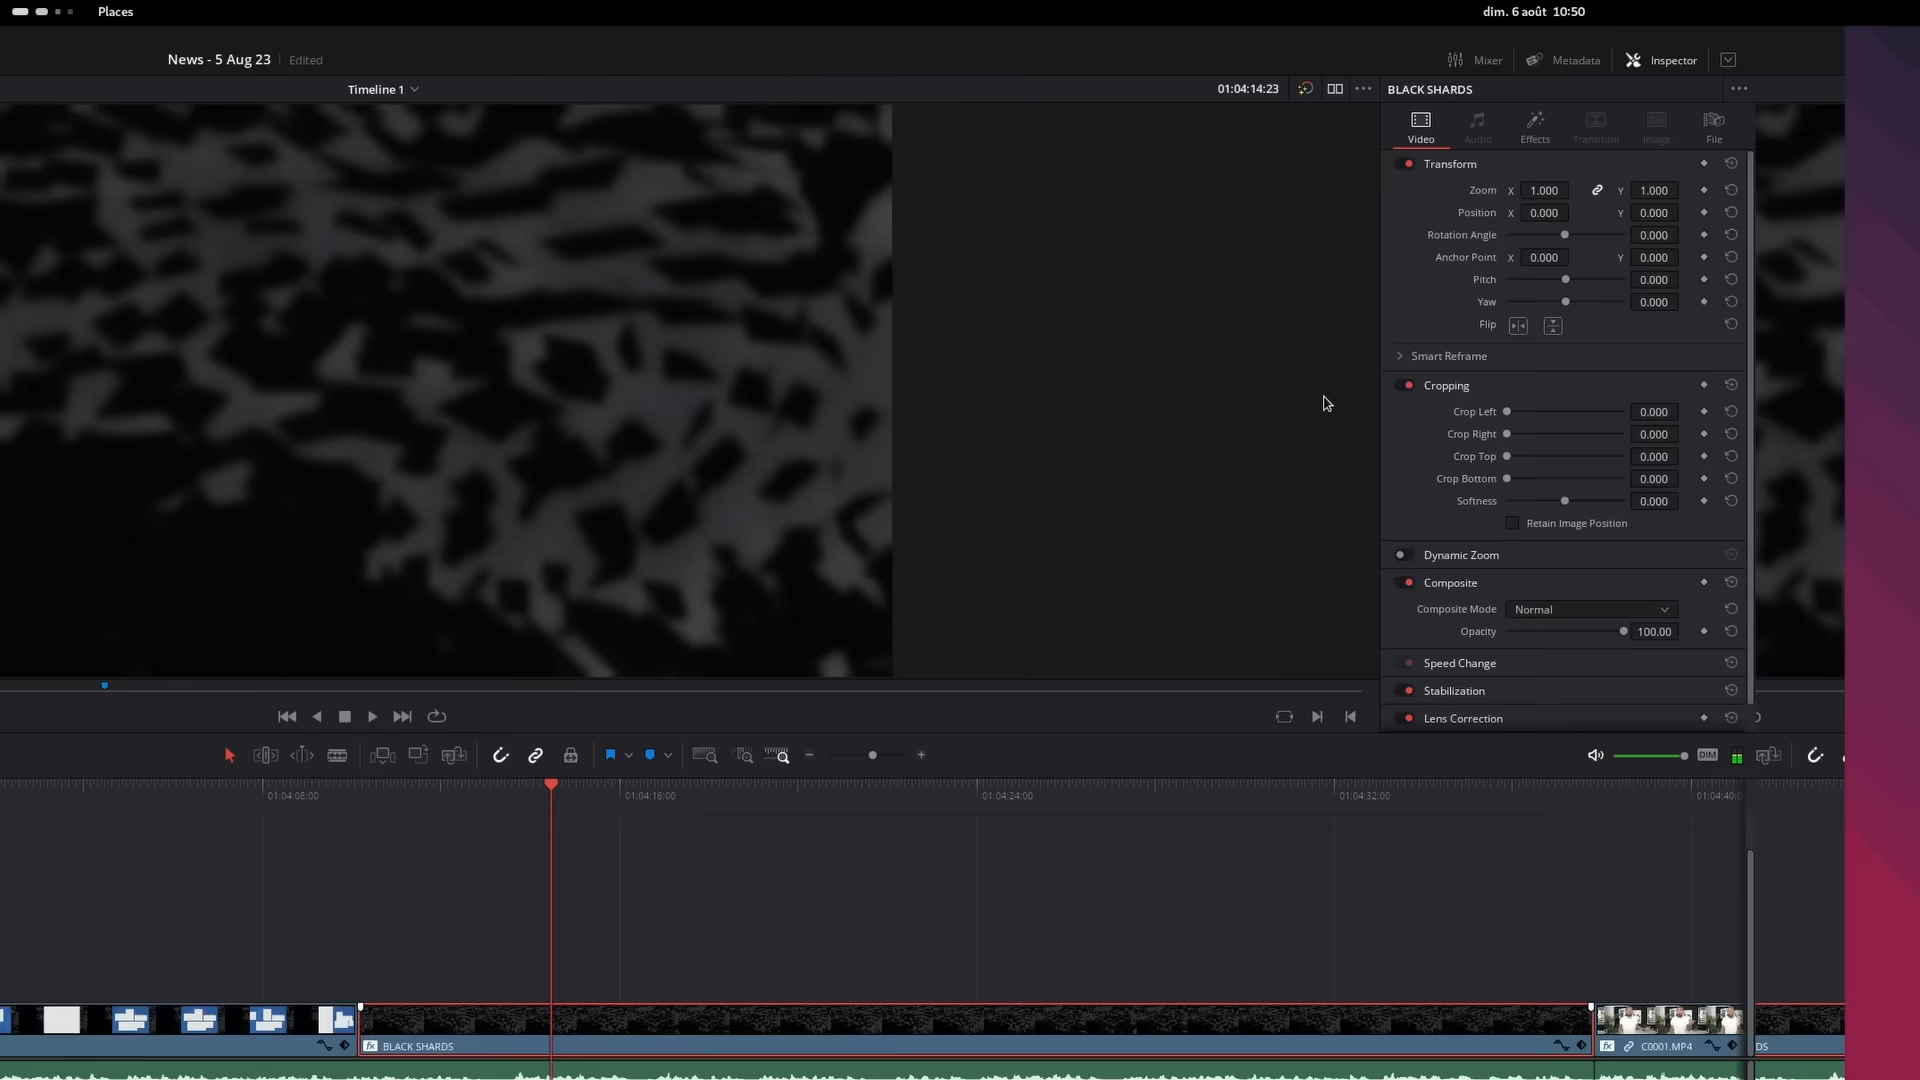 Places
dim. 6 août 10:50
News - 5 Aug 23 Edited
Mixer Metadata Inspector
Timeline 1
01:04:14:23
BLACK SHARDS
Video Audio Effects Transition Image File
Transform
Zoom X 1.000 Y 1.000
Position X 0.000 Y 0.000
Rotation Angle 0.000
Anchor Point X 0.000 Y 0.000
Pitch 0.000
Yaw 0.000
Flip
Smart Reframe
Cropping
Crop Left 0.000
Crop Right 0.000
Crop Top 0.000
Crop Bottom 0.000
Softness 0.000
Retain Image Position
Dynamic Zoom
Composite
Composite Mode Normal
Opacity 100.00
Speed Change
Stabilization
Lens Correction
DIM
01:04:08:00 01:04:16:00 01:04:24:00 01:04:32:00 01:04:40:0
fx BLACK SHARDS
fx C0001.MP4
DS